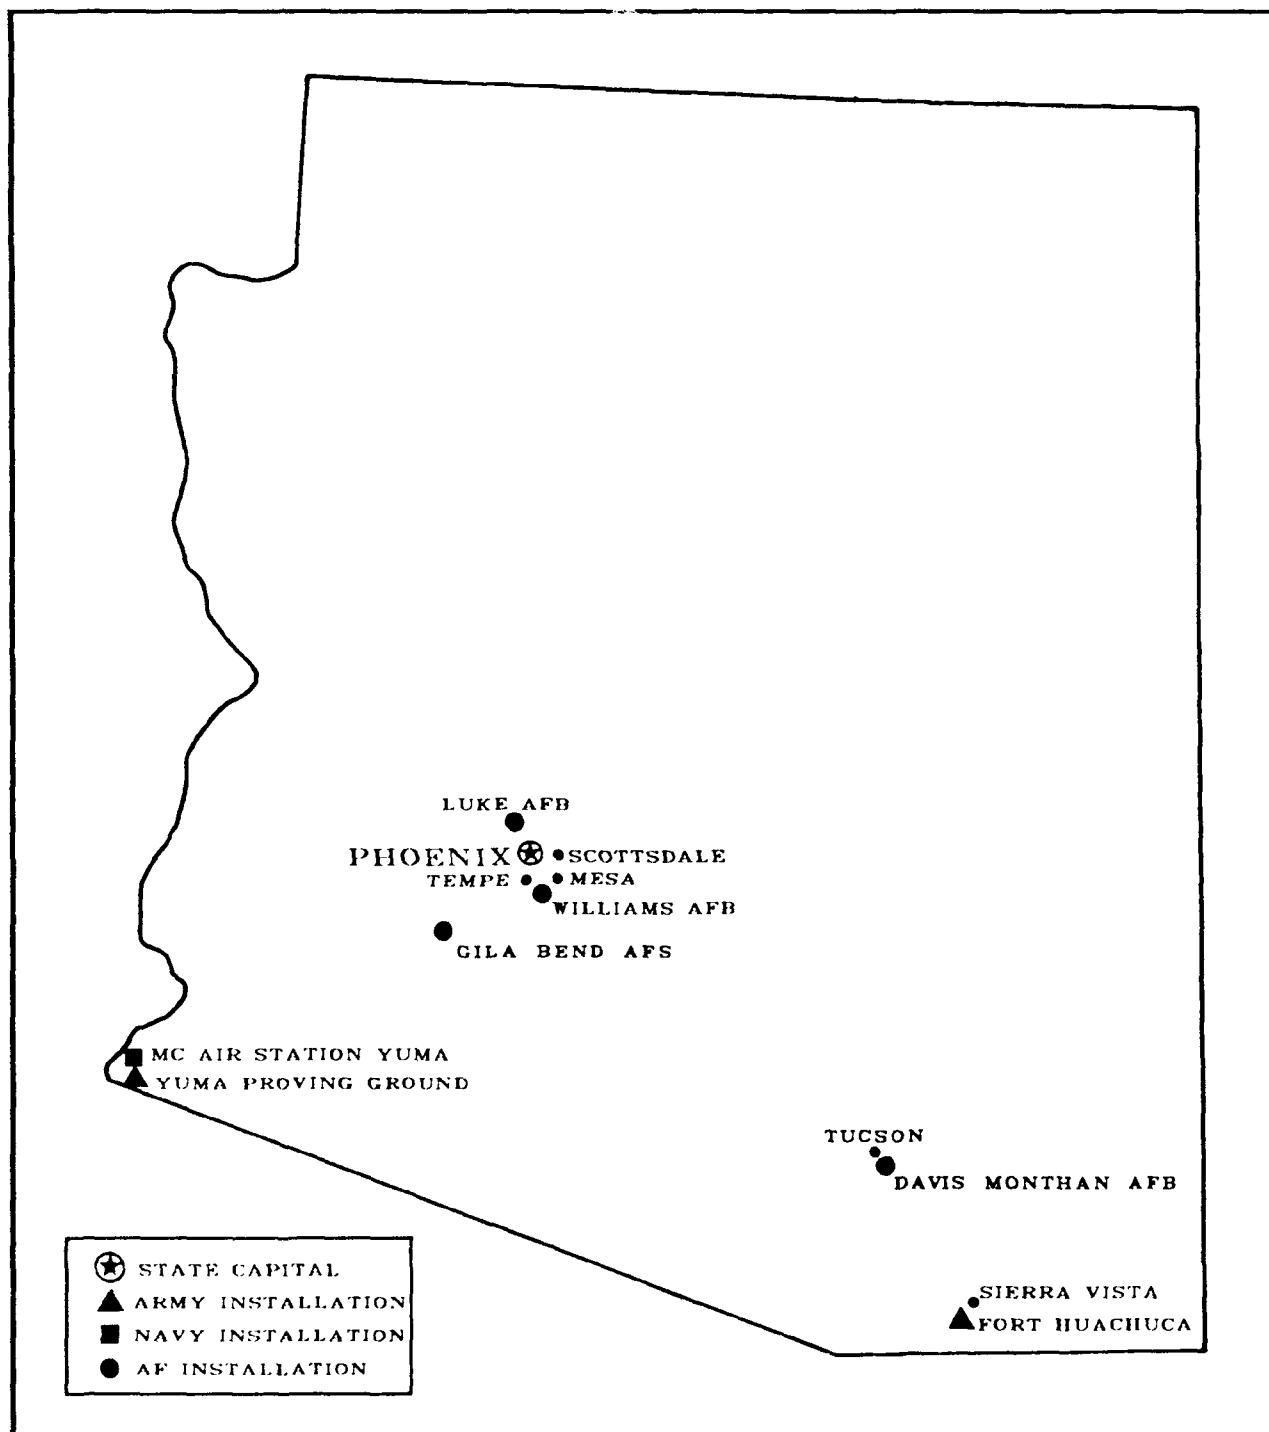 LUKE AFB
PHOENIX
SCOTTSDALE
TEMPE
MESA
WILLIAMS AFB
GILA BEND AFS
MC AIR STATION YUMA
YUMA PROVING GROUND
TUCSON
DAVIS MONTHAN AFB
SIERRA VISTA
FORT HUACHUCA
STATE CAPITAL
ARMY INSTALLATION
NAVY INSTALLATION
AF INSTALLATION